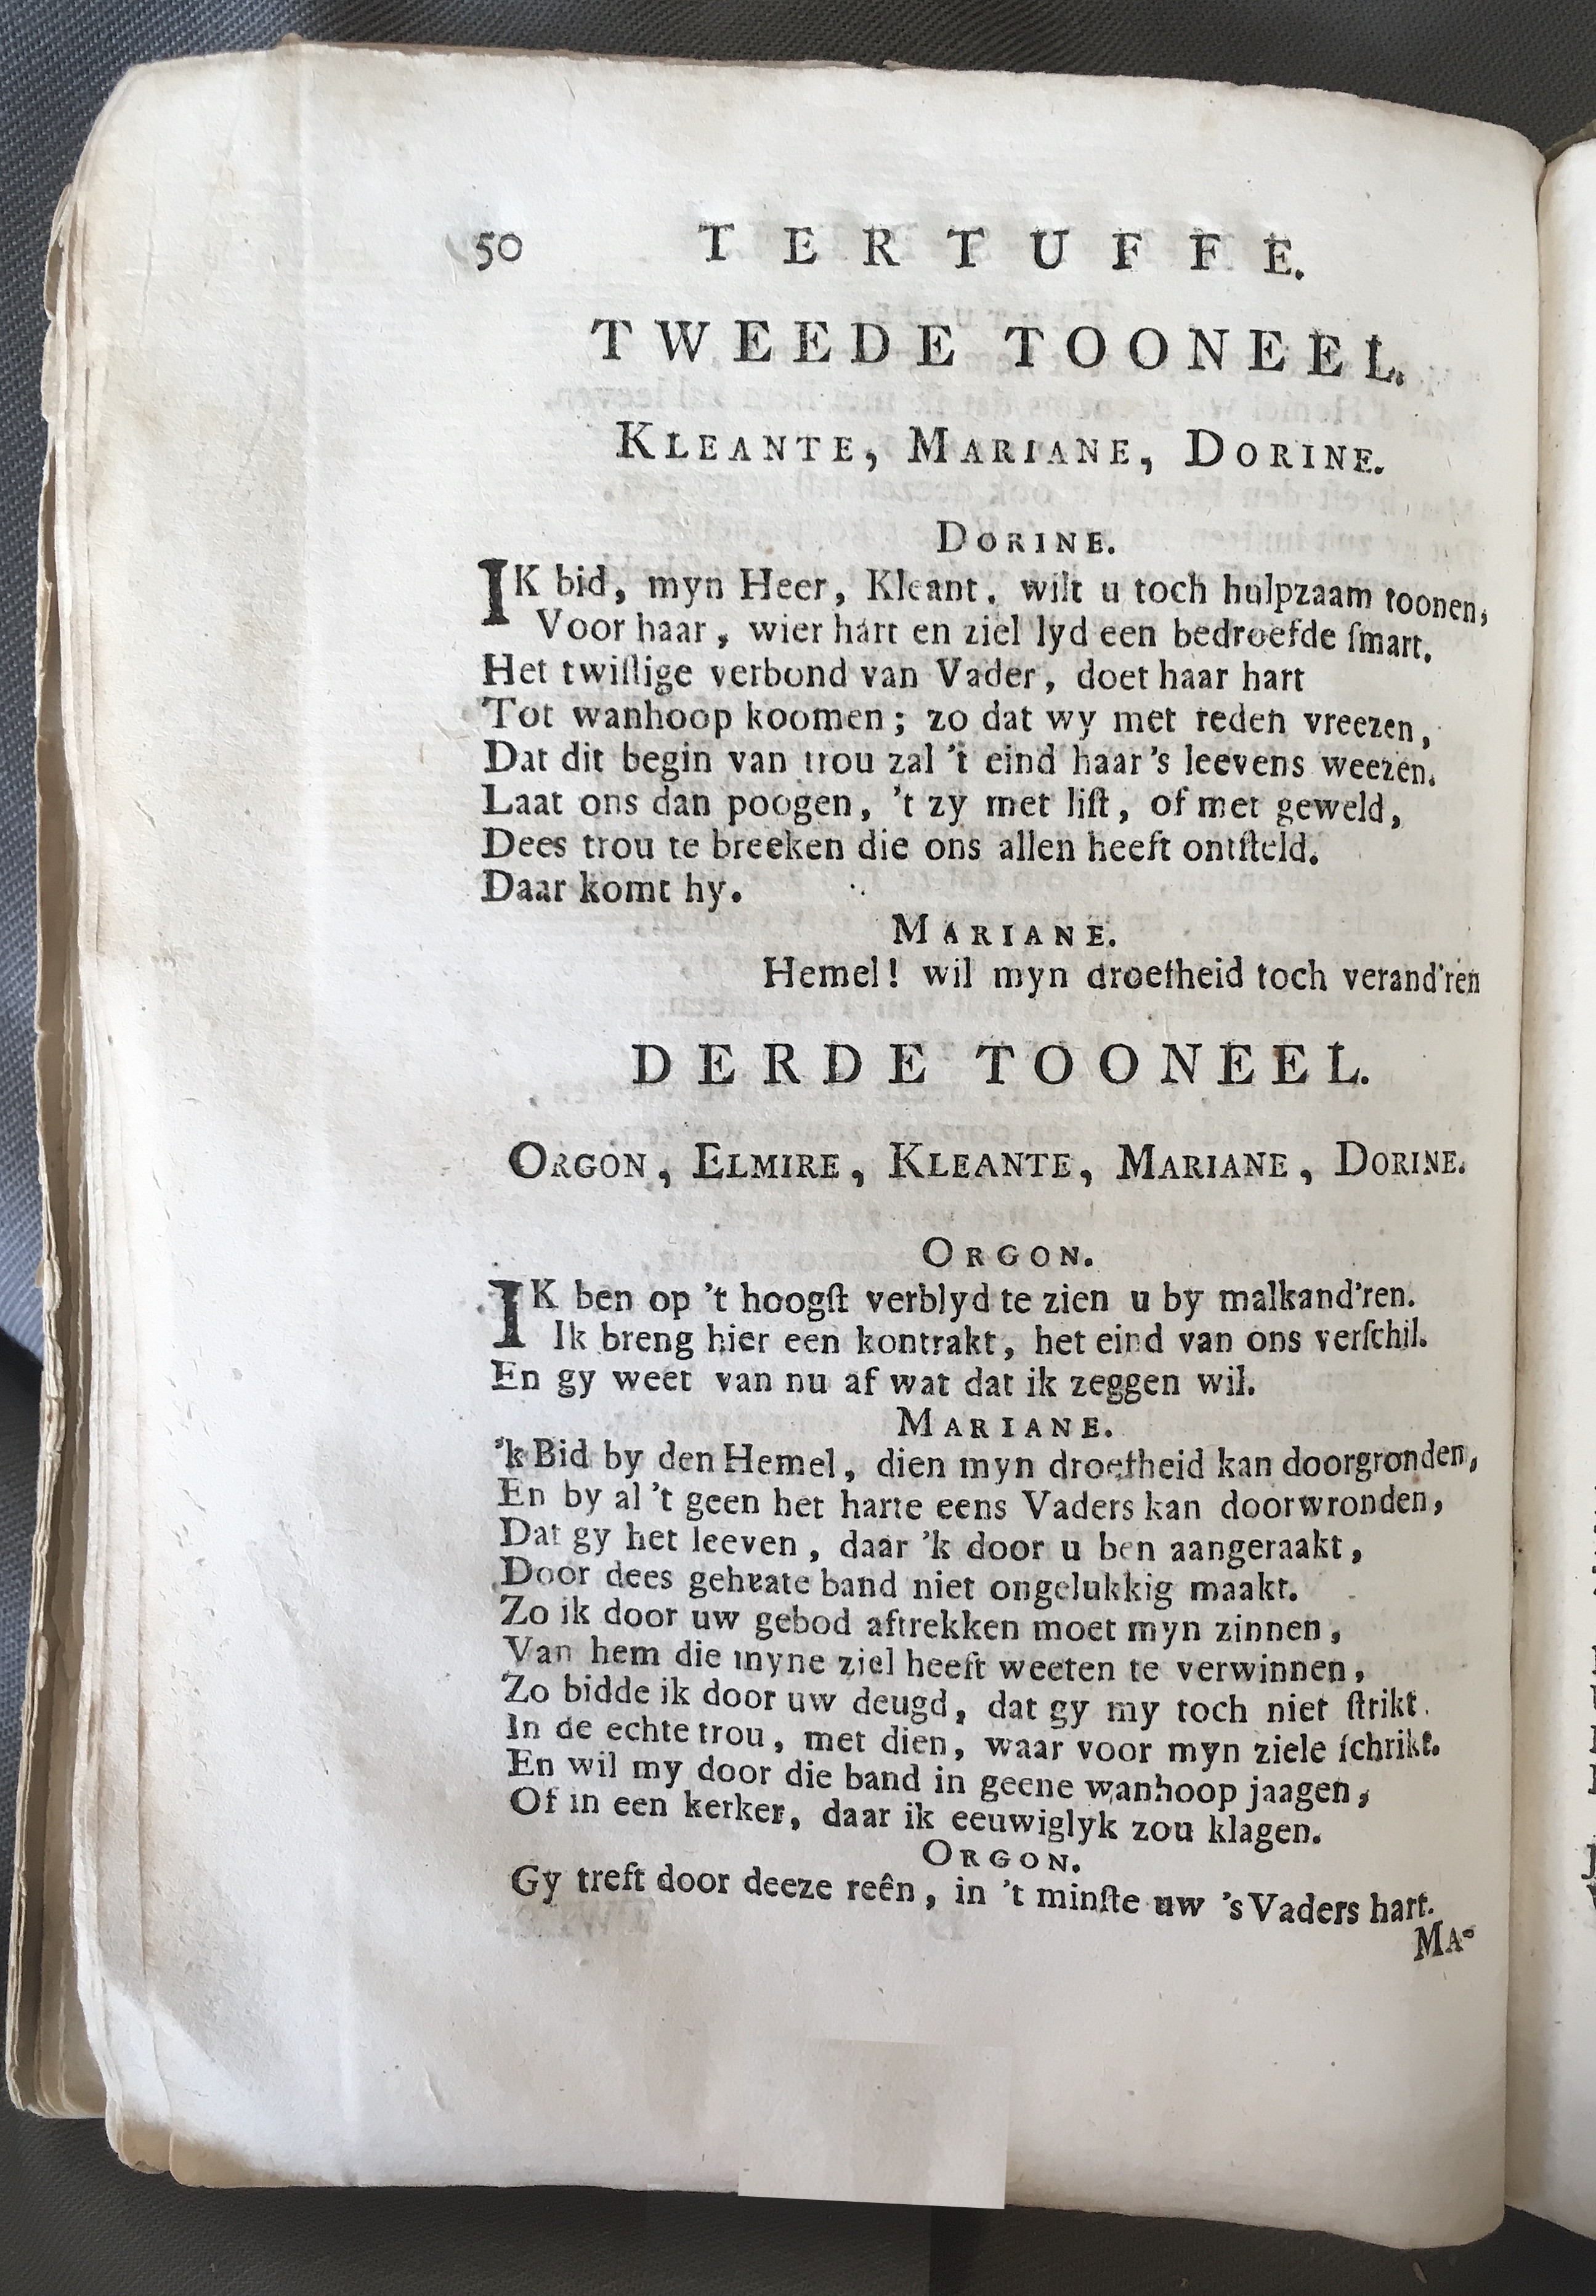 50 TERTUFFE.
TWEEDE TOONEEL.
KLEANTE, MARIANE, DORINE.
DORINE.
IK bid, myn Heer, Kleant, wilt u toch hulpzaam toonen,
Voor haar, wier hart en ziel lyd een bedroefde ſmart.
Het twiſtige verbond van Vader, doet haar hart
Tot wanhoop koomen; zo dat wy met reden vreezen,
Dat dit begin van trou zal 't eind haar's leevens weezen.
Laat ons dan poogen, 't zy met liſt, of met geweld,
Dees trou te breeken die ons allen heeft ontſteld.
Daar komt hy.
MARIANE.
Hemel! wil myn droefheid toch verand'ren
DERDE TOONEEL.
ORGON, ELMIRE, KLEANTE, MARIANE, DORINE.
ORGON.
IK ben op 't hoogſt verblyd te zien u by malkand'ren.
Ik breng hier een kontrakt, het eind van ons verſchil.
En gy weet van nu af wat dat ik zeggen wil.
MARIANE.
'k Bid by den Hemel, dien myn droefheid kan doorgronden,
En by al 't geen het harte eens Vaders kan doorwronden,
Dat gy het leeven, daar 'k door u ben aangeraakt,
Door dees gehaate band niet ongelukkig maakt.
Zo ik door uw gebod aftrekken moet myn zinnen,
Van hem die myne ziel heeft weeten te verwinnen,
Zo bidde ik door uw deugd, dat gy my toch niet ſtrikt.
In de echte trou, met dien, waar voor myn ziele ſchrikt.
En wil my door die band in geene wanhoop jaagen,
Of in een kerker, daar ik eeuwiglyk zou klagen.
ORGON.
Gy treft door deeze reên, in 't minſte uw 's Vaders hart.
MA-